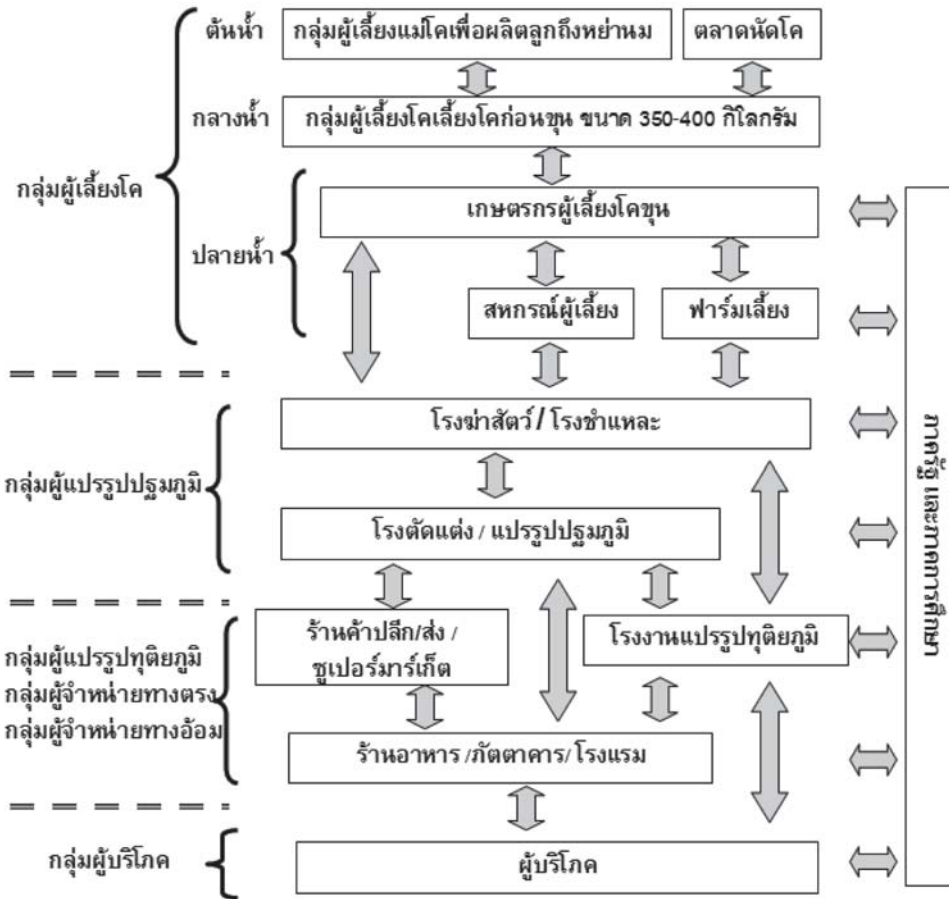 ต้นน้ำ กลุ่มผู้เลี้ยงแม่โคเพื่อผลิตลูกถึงหย่านม ตลาดนัดโค
กลางน้ำ กลุ่มผู้เลี้ยงโคเลี้ยงโคก่อนขุน ขนาด 350-400 กิโลกรัม
กลุ่มผู้เลี้ยงโค
เกษตรกรผู้เลี้ยงโคขุน
ปลายน้ำ
สหกรณ์ผู้เลี้ยง ฟาร์มเลี้ยง
โรงฆ่าสัตว์ / โรงชำแหละ
กลุ่มผู้แปรรูปปฐมภูมิ
โรงตัดแต่ง / แปรรูปปฐมภูมิ
ร้านค้าปลีก/ส่ง /
ซูเปอร์มาร์เก็ต
โรงงานแปรรูปทุติยภูมิ
กลุ่มผู้แปรรูปทุติยภูมิ
กลุ่มผู้จำหน่ายทางตรง
กลุ่มผู้จำหน่ายทางอ้อม
ร้านอาหาร /ภัตตาคาร/ โรงแรม
กลุ่มผู้บริโภค
ผู้บริโภค
ภาครัฐ และภาคการศึกษา